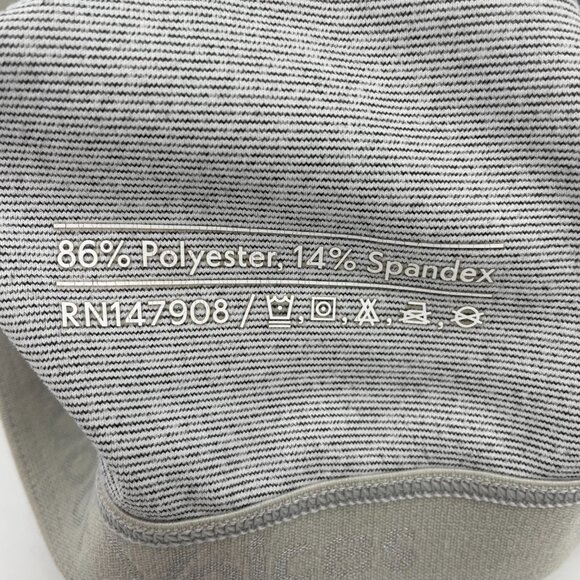 86% Polyester, 14% Spandex
RN147908 /